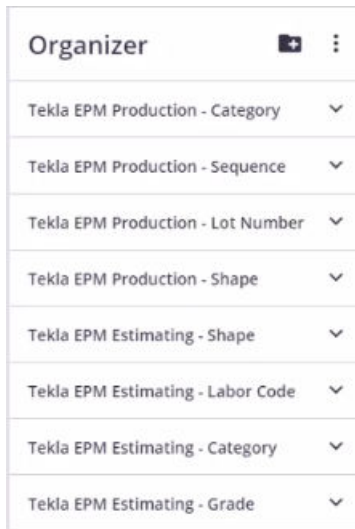 Organizer
Tekla EPM Production - Category
Tekla EPM Production - Sequence
Tekla EPM Production - Lot Number
Tekla EPM Production - Shape
Tekla EPM Estimating - Shape
Tekla EPM Estimating - Labor Code
Tekla EPM Estimating - Category
Tekla EPM Estimating - Grade